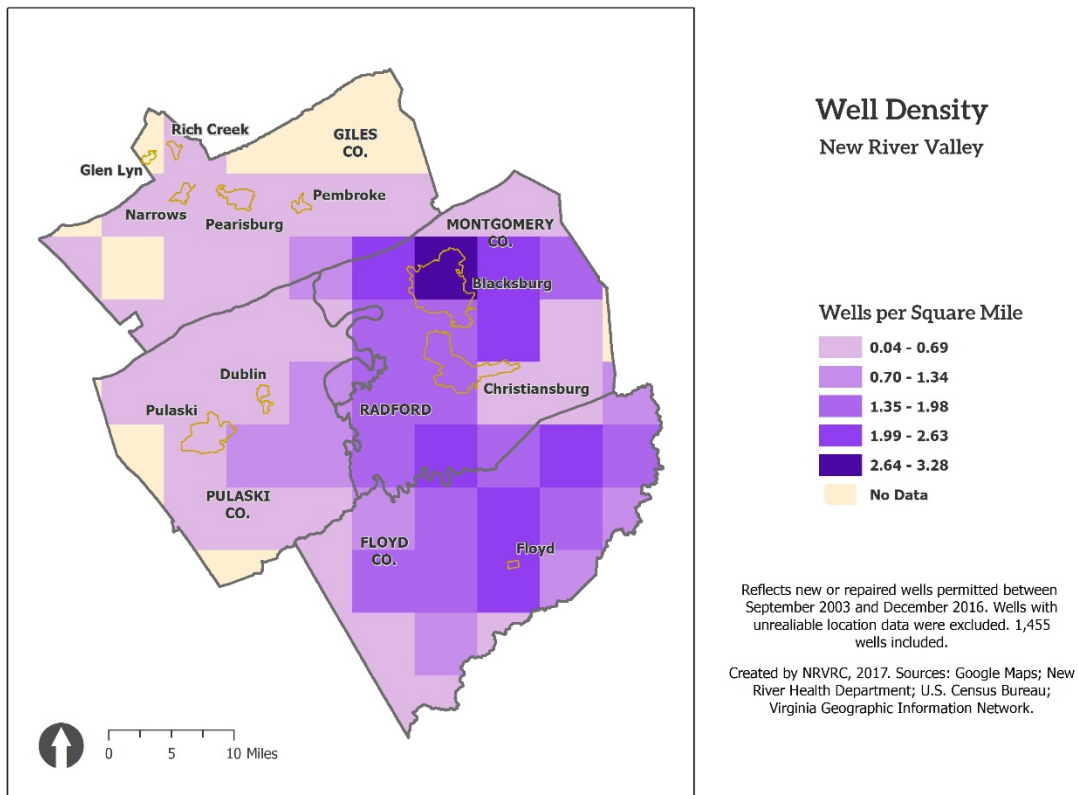 Well Density
New River Valley
Rich Creek
GILES
CO.
Glen Lyn
Narrows
Pearisburg
Pembroke
MONTGOMERY
CO.
Blacksburg
Dublin
Pulaski
Christiansburg
RADFORD
PULASKI
CO.
FLOYD
CO.
Floyd
0 5 10 Miles
Wells per Square Mile
0.04 - 0.69
0.70 - 1.34
1.35 - 1.98
1.99 - 2.63
2.64 - 3.28
No Data
Reflects new or repaired wells permitted between
September 2003 and December 2016. Wells with
unrealiable location data were excluded. 1,455
wells included.
Created by NRVRC, 2017. Sources: Google Maps; New
River Health Department; U.S. Census Bureau;
Virginia Geographic Information Network.